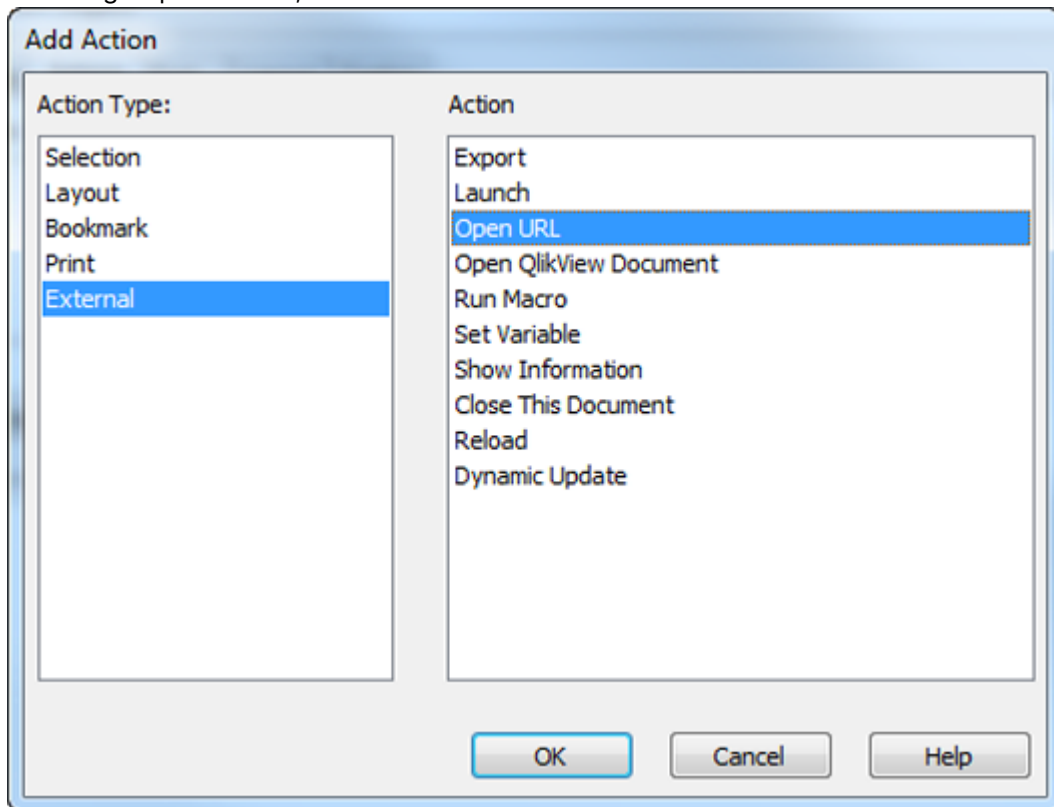 Add Action
Action Type:
Selection
Layout
Bookmark
Print
External
Action
Export
Launch
Open URL
Open QlikView Document
Run Macro
Set Variable
Show Information
Close This Document
Reload
Dynamic Update
OK
Cancel
Help